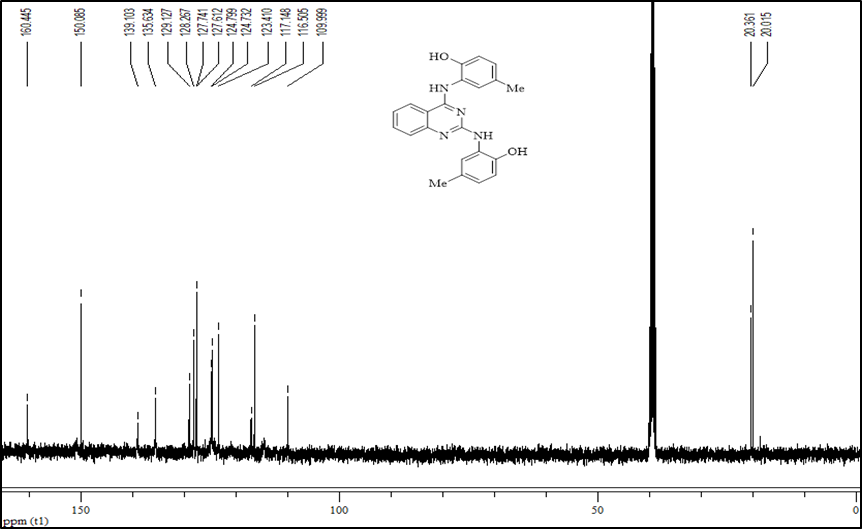 160.445
150.085
139.103
135.634
129.127
128.267
127.741
127.612
124.799
124.732
123.410
117.148
116.505
109.999
20.361
20.015
HO
HN
Me
N
N
NH
OH
Me
150
100
50
0
ppm (t1)